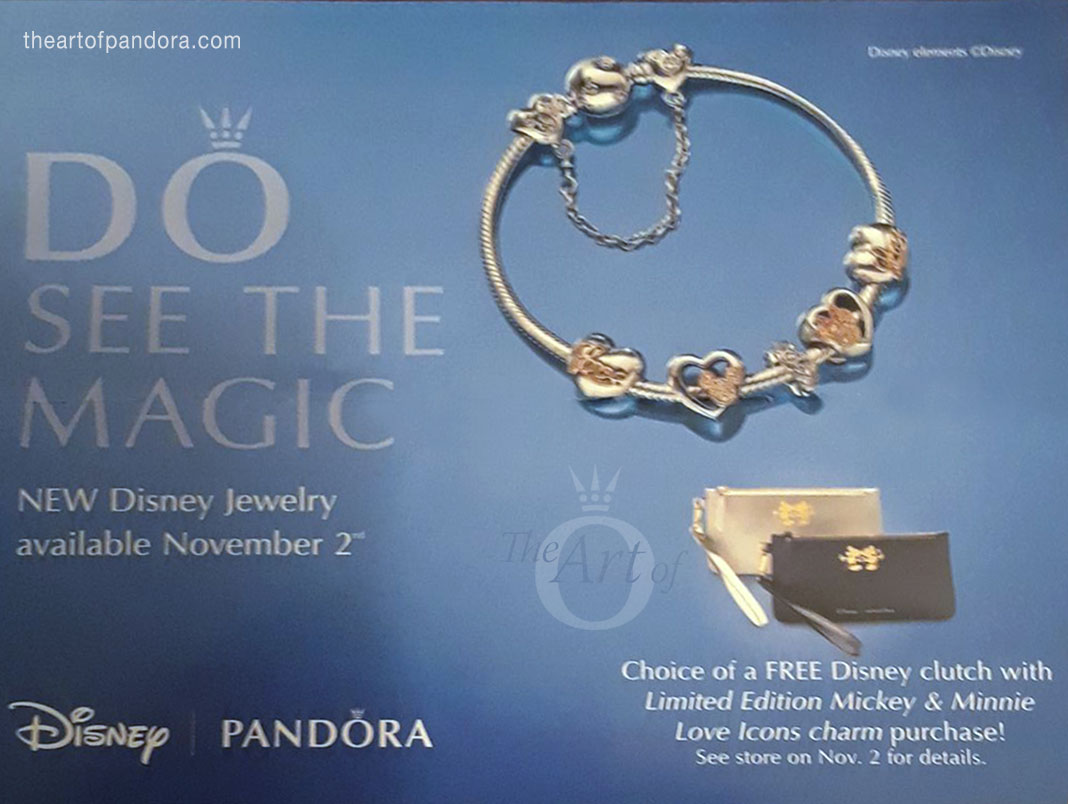 theartofpandora.com
Disney elements ©Disney
DO
SEE THE
MAGIC
NEW Disney Jewelry
available November 2nd
The Art of
Choice of a FREE Disney clutch with
Limited Edition Mickey & Minnie
Love Icons charm purchase!
See store on Nov. 2 for details.
Disney | PANDORA